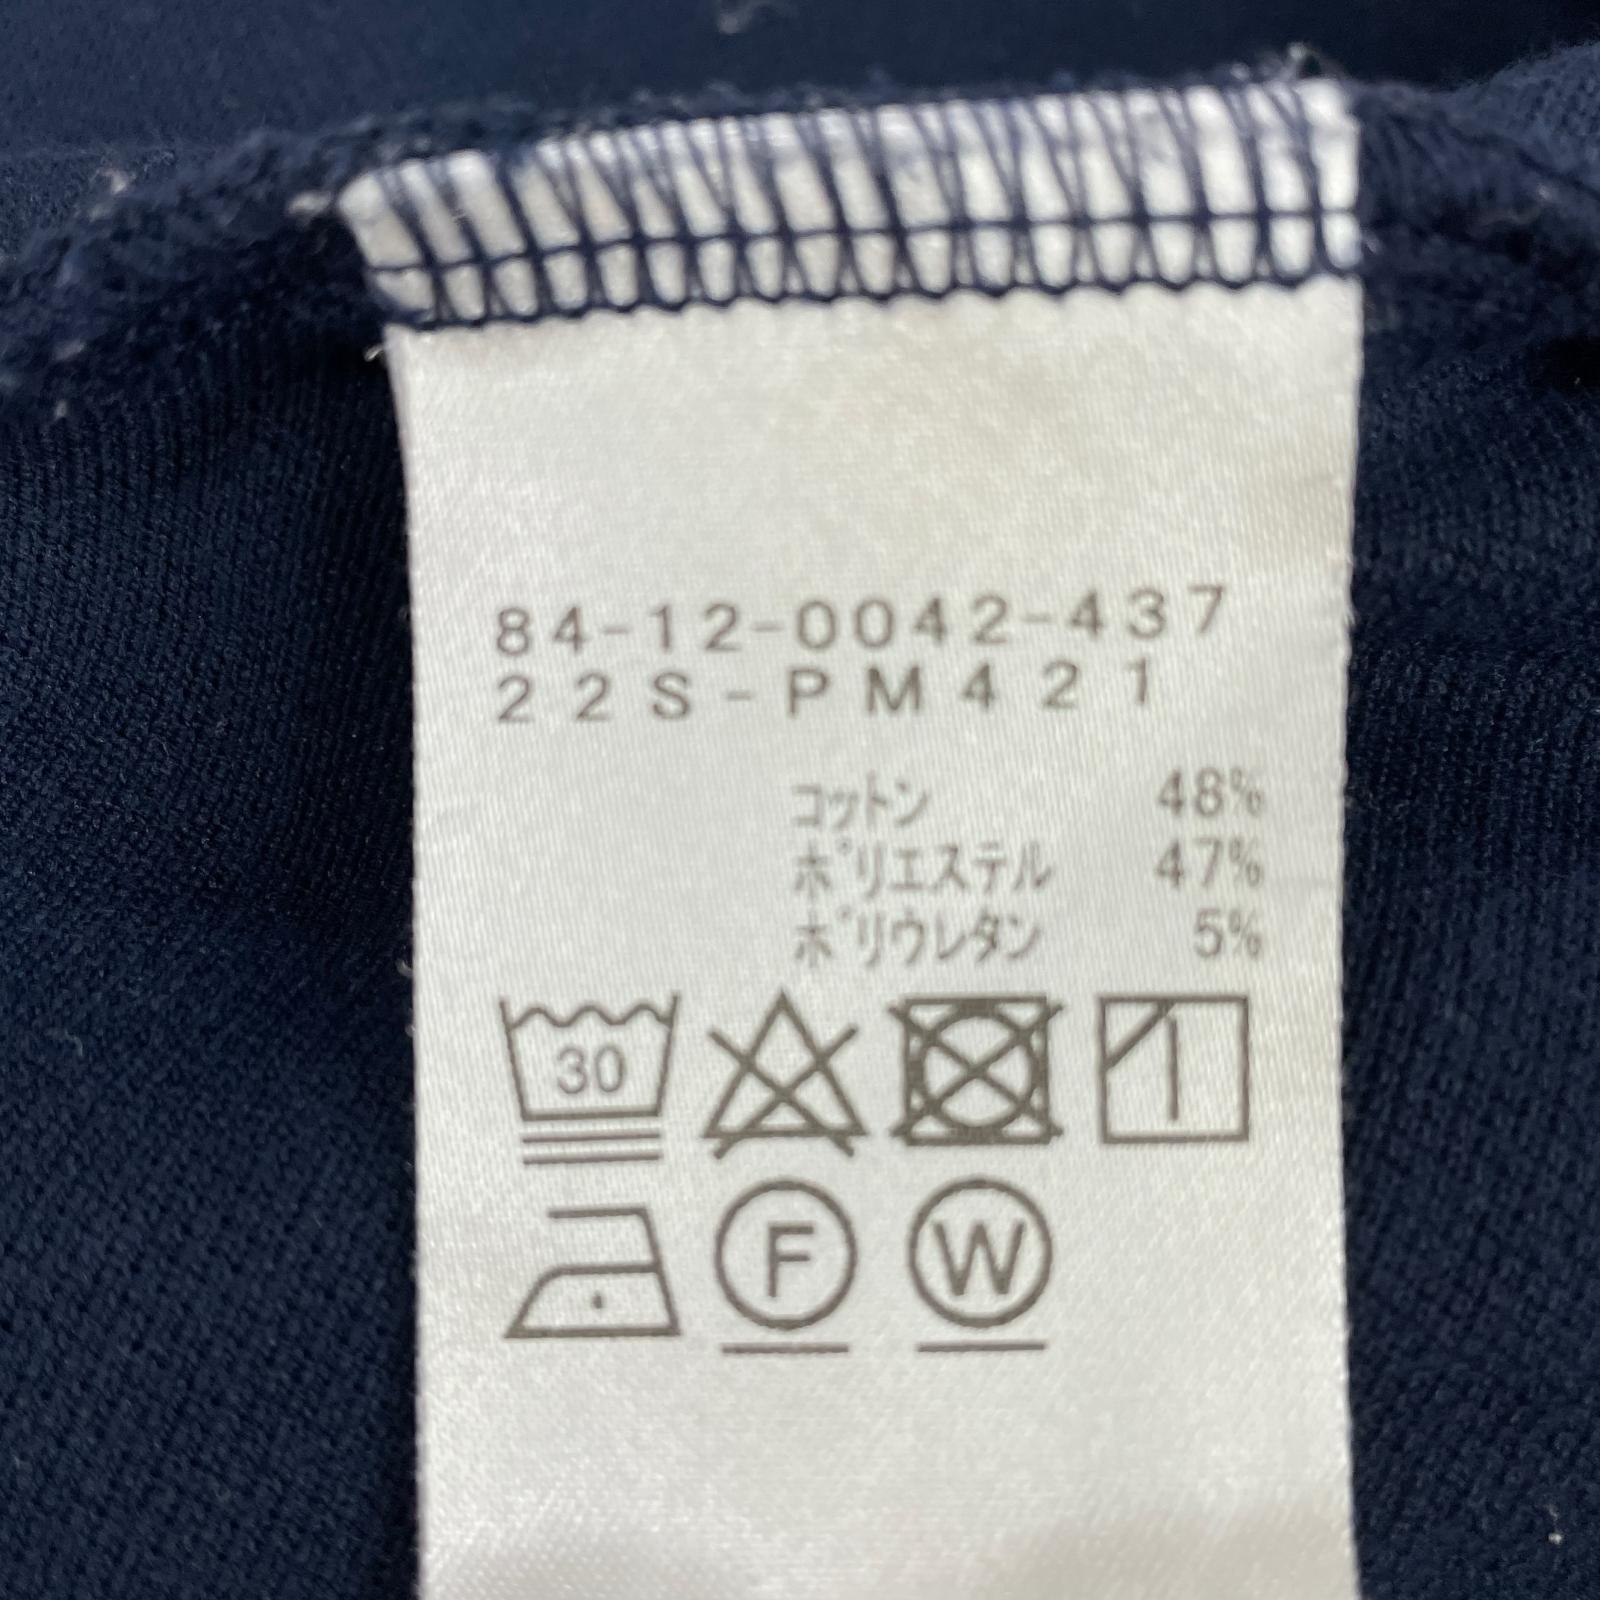 84-12-0042-437
22S-PM421
コットン 48%
ポリエステル 47%
ポリウレタン 5%
30
F W